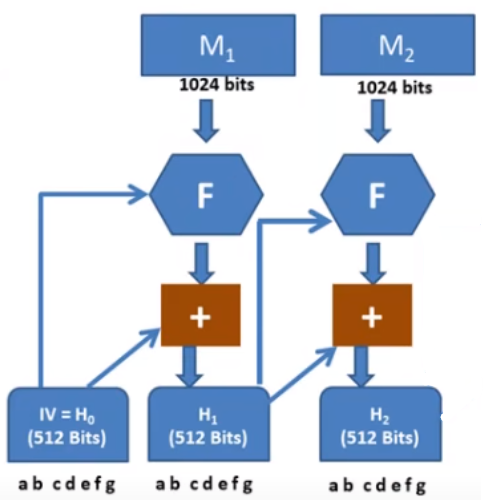 M₁
M₂
1024 bits
1024 bits
F
F
+
+
IV = H₀
(512 Bits)
H₁
(512 Bits)
H₂
(512 Bits)
a b c d e f g
a b c d e f g
a b c d e f g